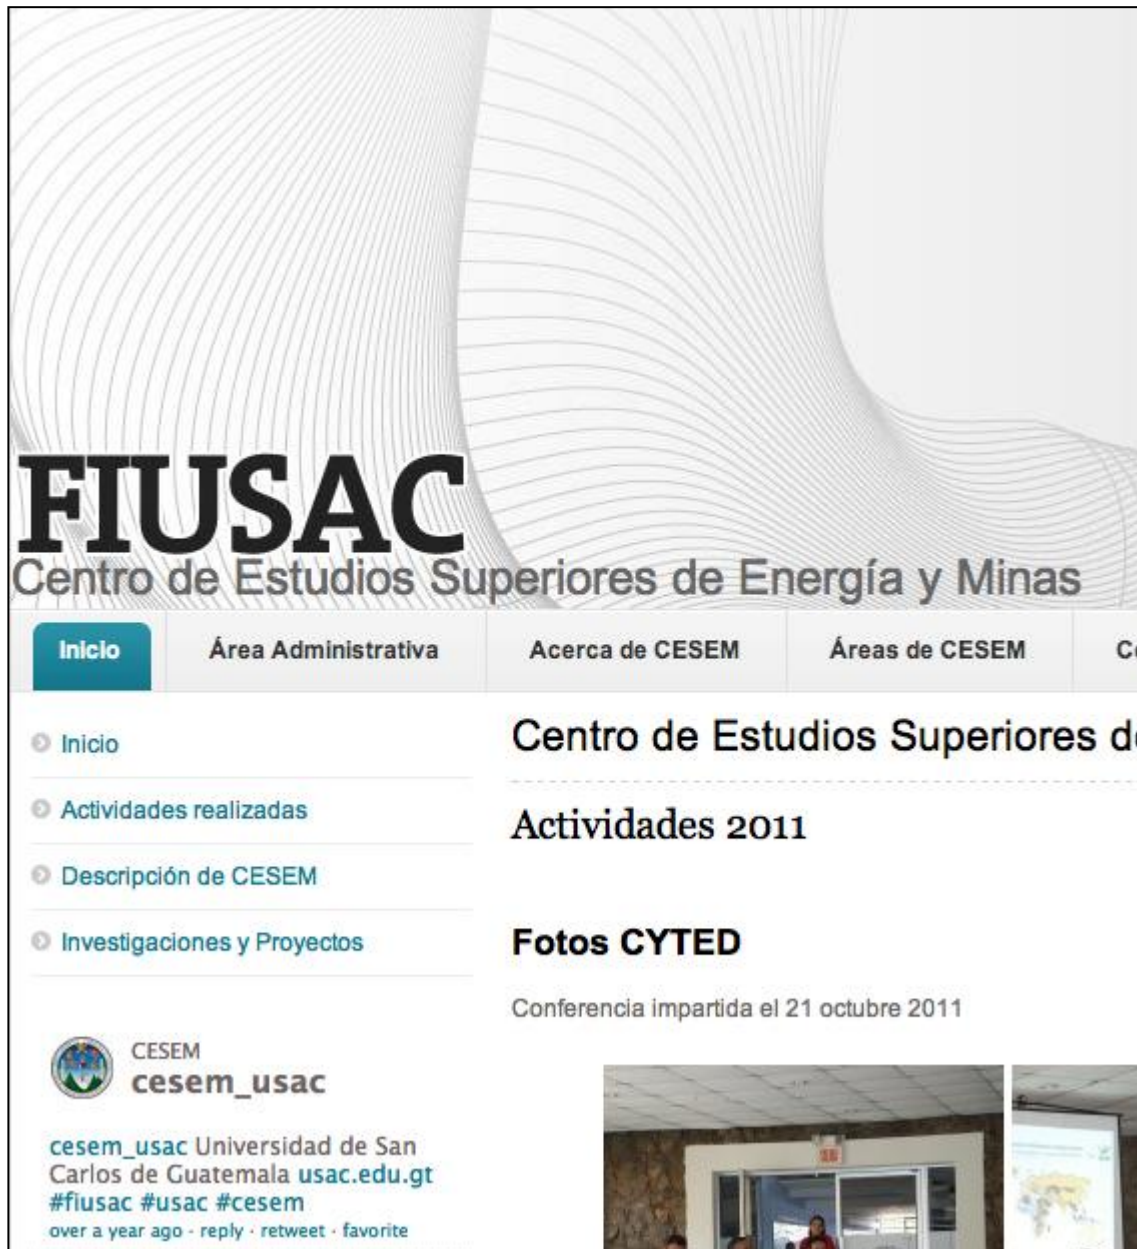 FIUSAC
Centro de Estudios Superiores de Energía y Minas
Inicio
Área Administrativa
Acerca de CESEM
Áreas de CESEM
Inicio
Actividades realizadas
Descripción de CESEM
Investigaciones y Proyectos
CESEM
cesem_usac
cesem_usac Universidad de San
Carlos de Guatemala usac.edu.gt
#fiusac #usac #cesem
over a year ago · reply · retweet · favorite
Centro de Estudios Superiores
Actividades 2011
Fotos CYTED
Conferencia impartida el 21 octubre 2011